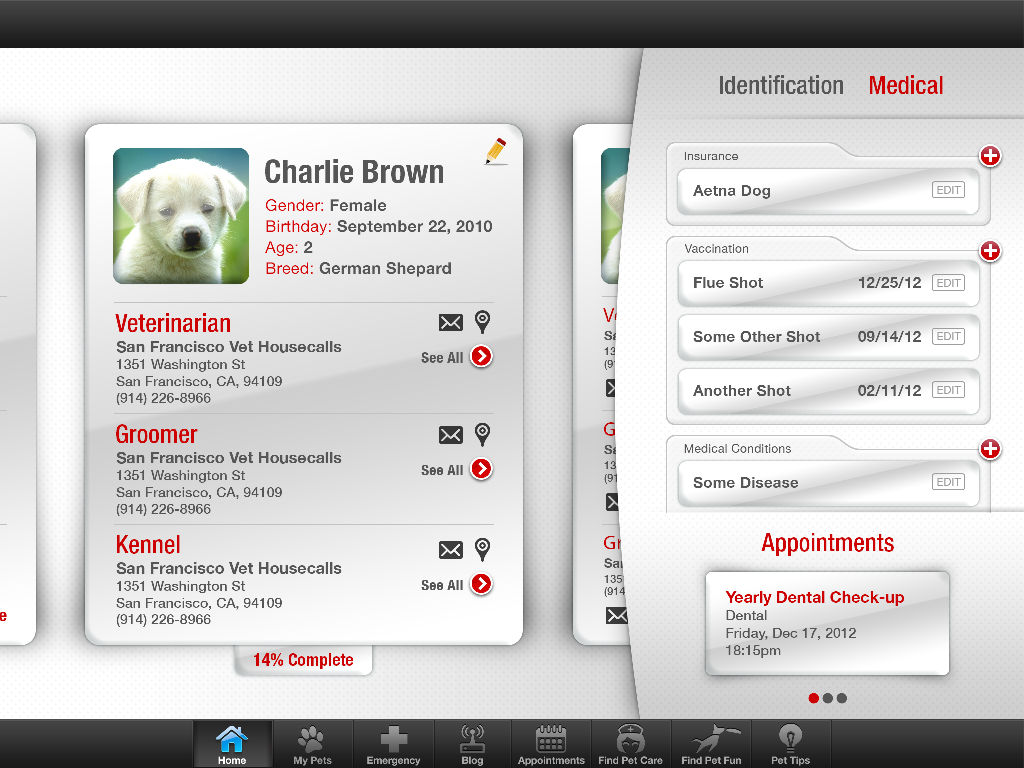 Identification Medical
Charlie Brown
Gender: Female
Birthday: September 22, 2010
Age: 2
Breed: German Shepard
Veterinarian
San Francisco Vet Housecalls
1351 Washington St
San Francisco, CA, 94109
(914) 226-8966
See All
Groomer
San Francisco Vet Housecalls
1351 Washington St
San Francisco, CA, 94109
(914) 226-8966
See All
Kennel
San Francisco Vet Housecalls
1351 Washington St
San Francisco, CA, 94109
(914) 226-8966
See All
14% Complete
Insurance
Aetna Dog EDIT
Vaccination
Flue Shot 12/25/12 EDIT
Some Other Shot 09/14/12 EDIT
Another Shot 02/11/12 EDIT
Medical Conditions
Some Disease EDIT
Appointments
Yearly Dental Check-up
Dental
Friday, Dec 17, 2012
18:15pm
Home My Pets Emergency Blog Appointments Find Pet Care Find Pet Fun Pet Tips